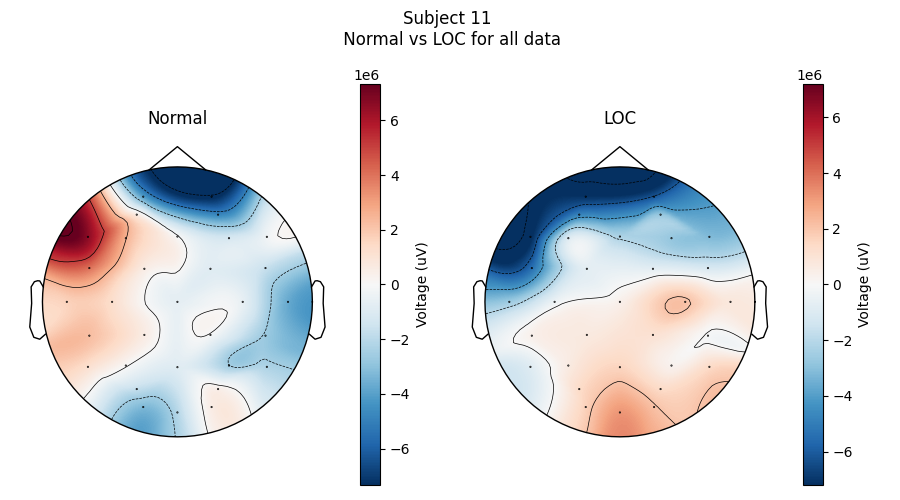 Subject 11
Normal vs LOC for all data
Normal
1e6
6
4
2
0
−2
−4
−6
Voltage (uV)
LOC
1e6
6
4
2
0
−2
−4
−6
Voltage (uV)